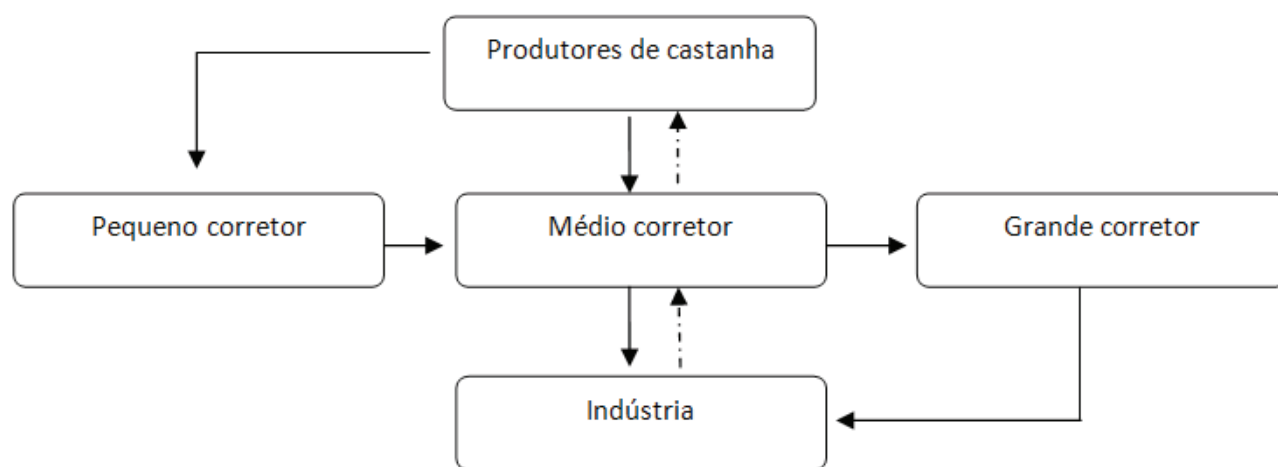 Produtores de castanha
Pequeno corretor
Médio corretor
Grande corretor
Indústria